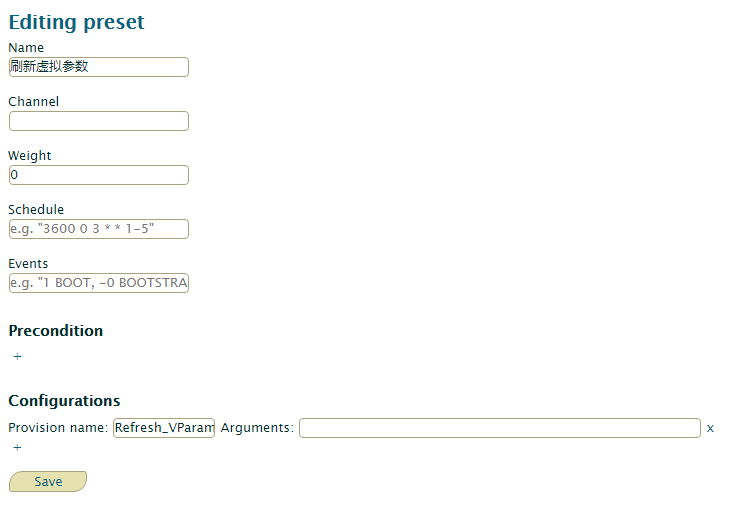 Editing preset
Name
刷新虚拟参数
Channel
Weight
0
Schedule
e.g. "3600 0 3 * * 1-5"
Events
e.g. "1 BOOT, -0 BOOTSTRA
Precondition
+
Configurations
Provision name: Refresh_VParam Arguments: x
+
Save